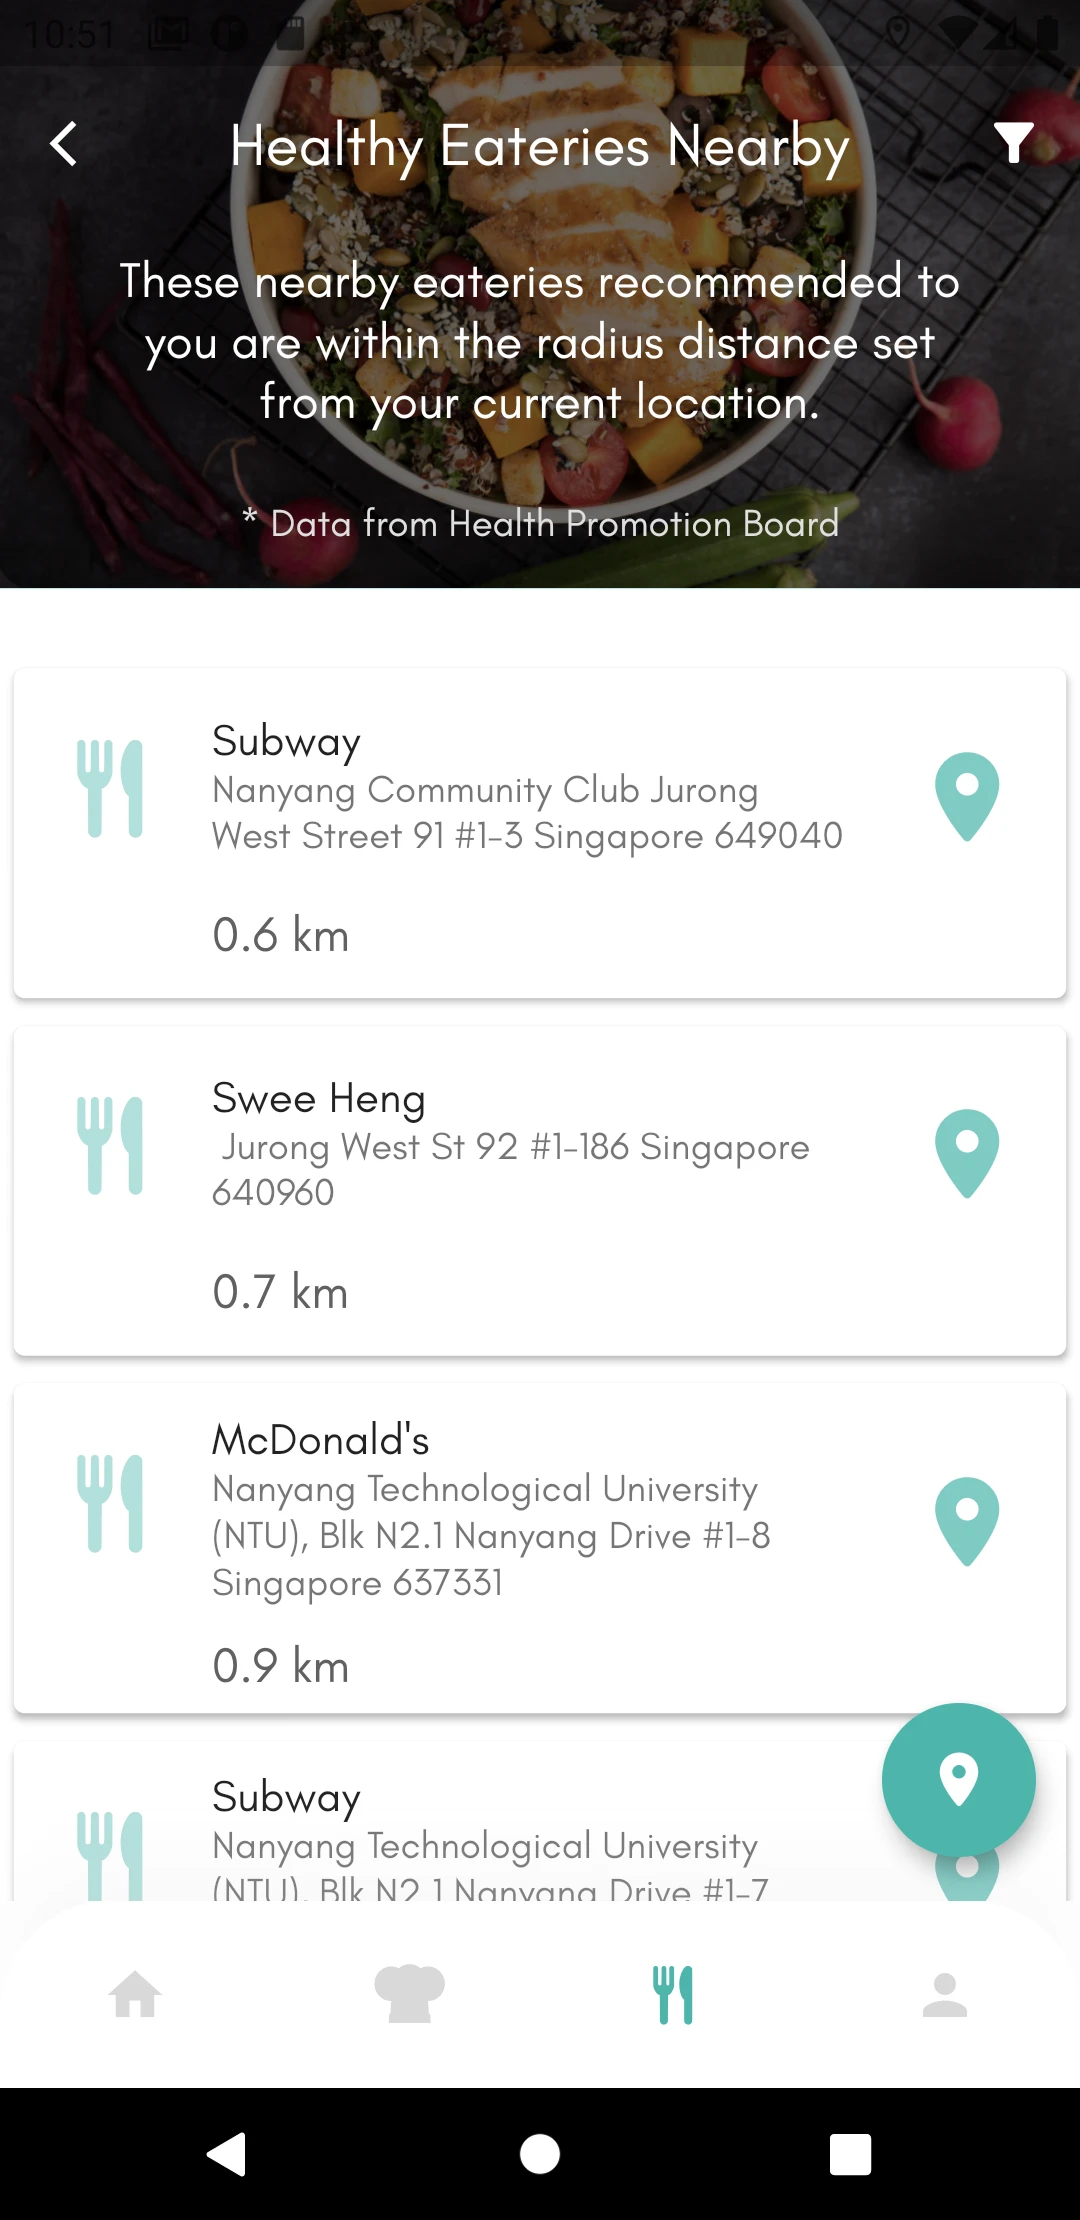 10:51
Healthy Eateries Nearby
These nearby eateries recommended to
you are within the radius distance set
from your current location.
* Data from Health Promotion Board
Subway
Nanyang Community Club Jurong
West Street 91 #1-3 Singapore 649040
0.6 km
Swee Heng
Jurong West St 92 #1-186 Singapore
640960
0.7 km
McDonald's
Nanyang Technological University
(NTU), Blk N2.1 Nanyang Drive #1-8
Singapore 637331
0.9 km
Subway
Nanyang Technological University
(NTU), Blk N2.1 Nanyang Drive #1-7